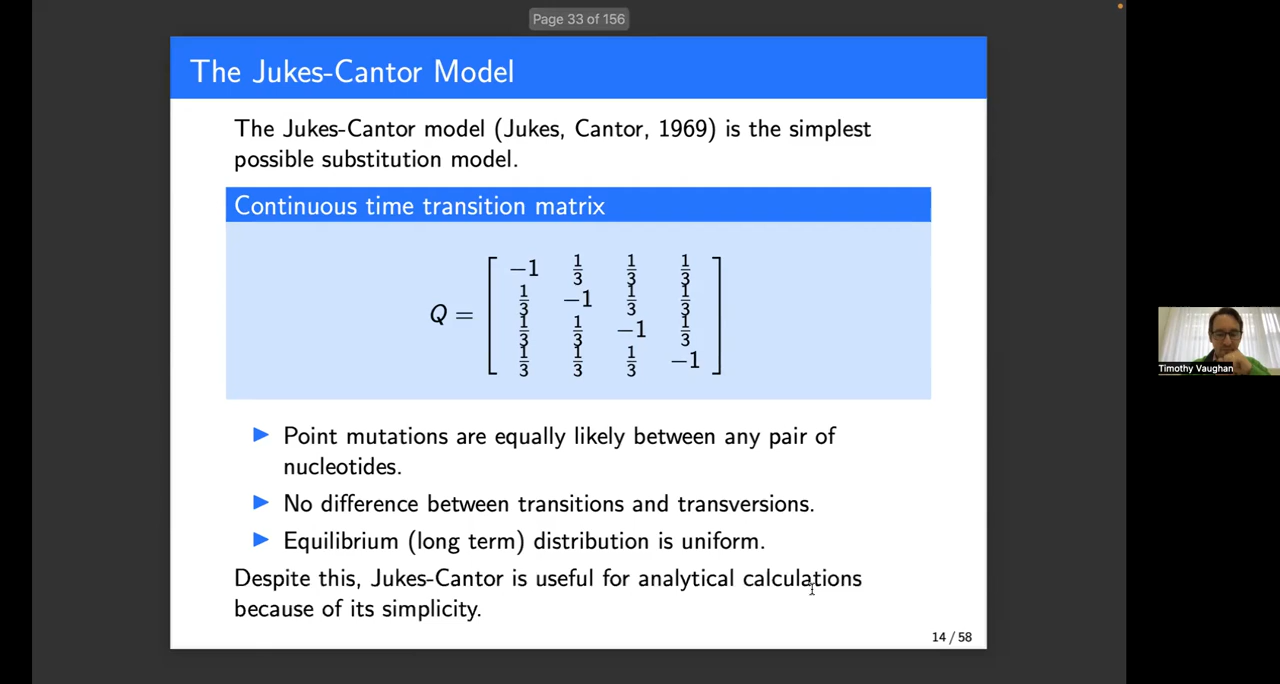 Page 33 of 156
The Jukes-Cantor Model
The Jukes-Cantor model (Jukes, Cantor, 1969) is the simplest
possible substitution model.
Continuous time transition matrix
Q = [ −1 1/3 1/3 1/3
1/3 −1 1/3 1/3
1/3 1/3 −1 1/3
1/3 1/3 1/3 −1 ]
▶ Point mutations are equally likely between any pair of
nucleotides.
▶ No difference between transitions and transversions.
▶ Equilibrium (long term) distribution is uniform.
Despite this, Jukes-Cantor is useful for analytical calculations
because of its simplicity.
14 / 58
Timothy Vaughan